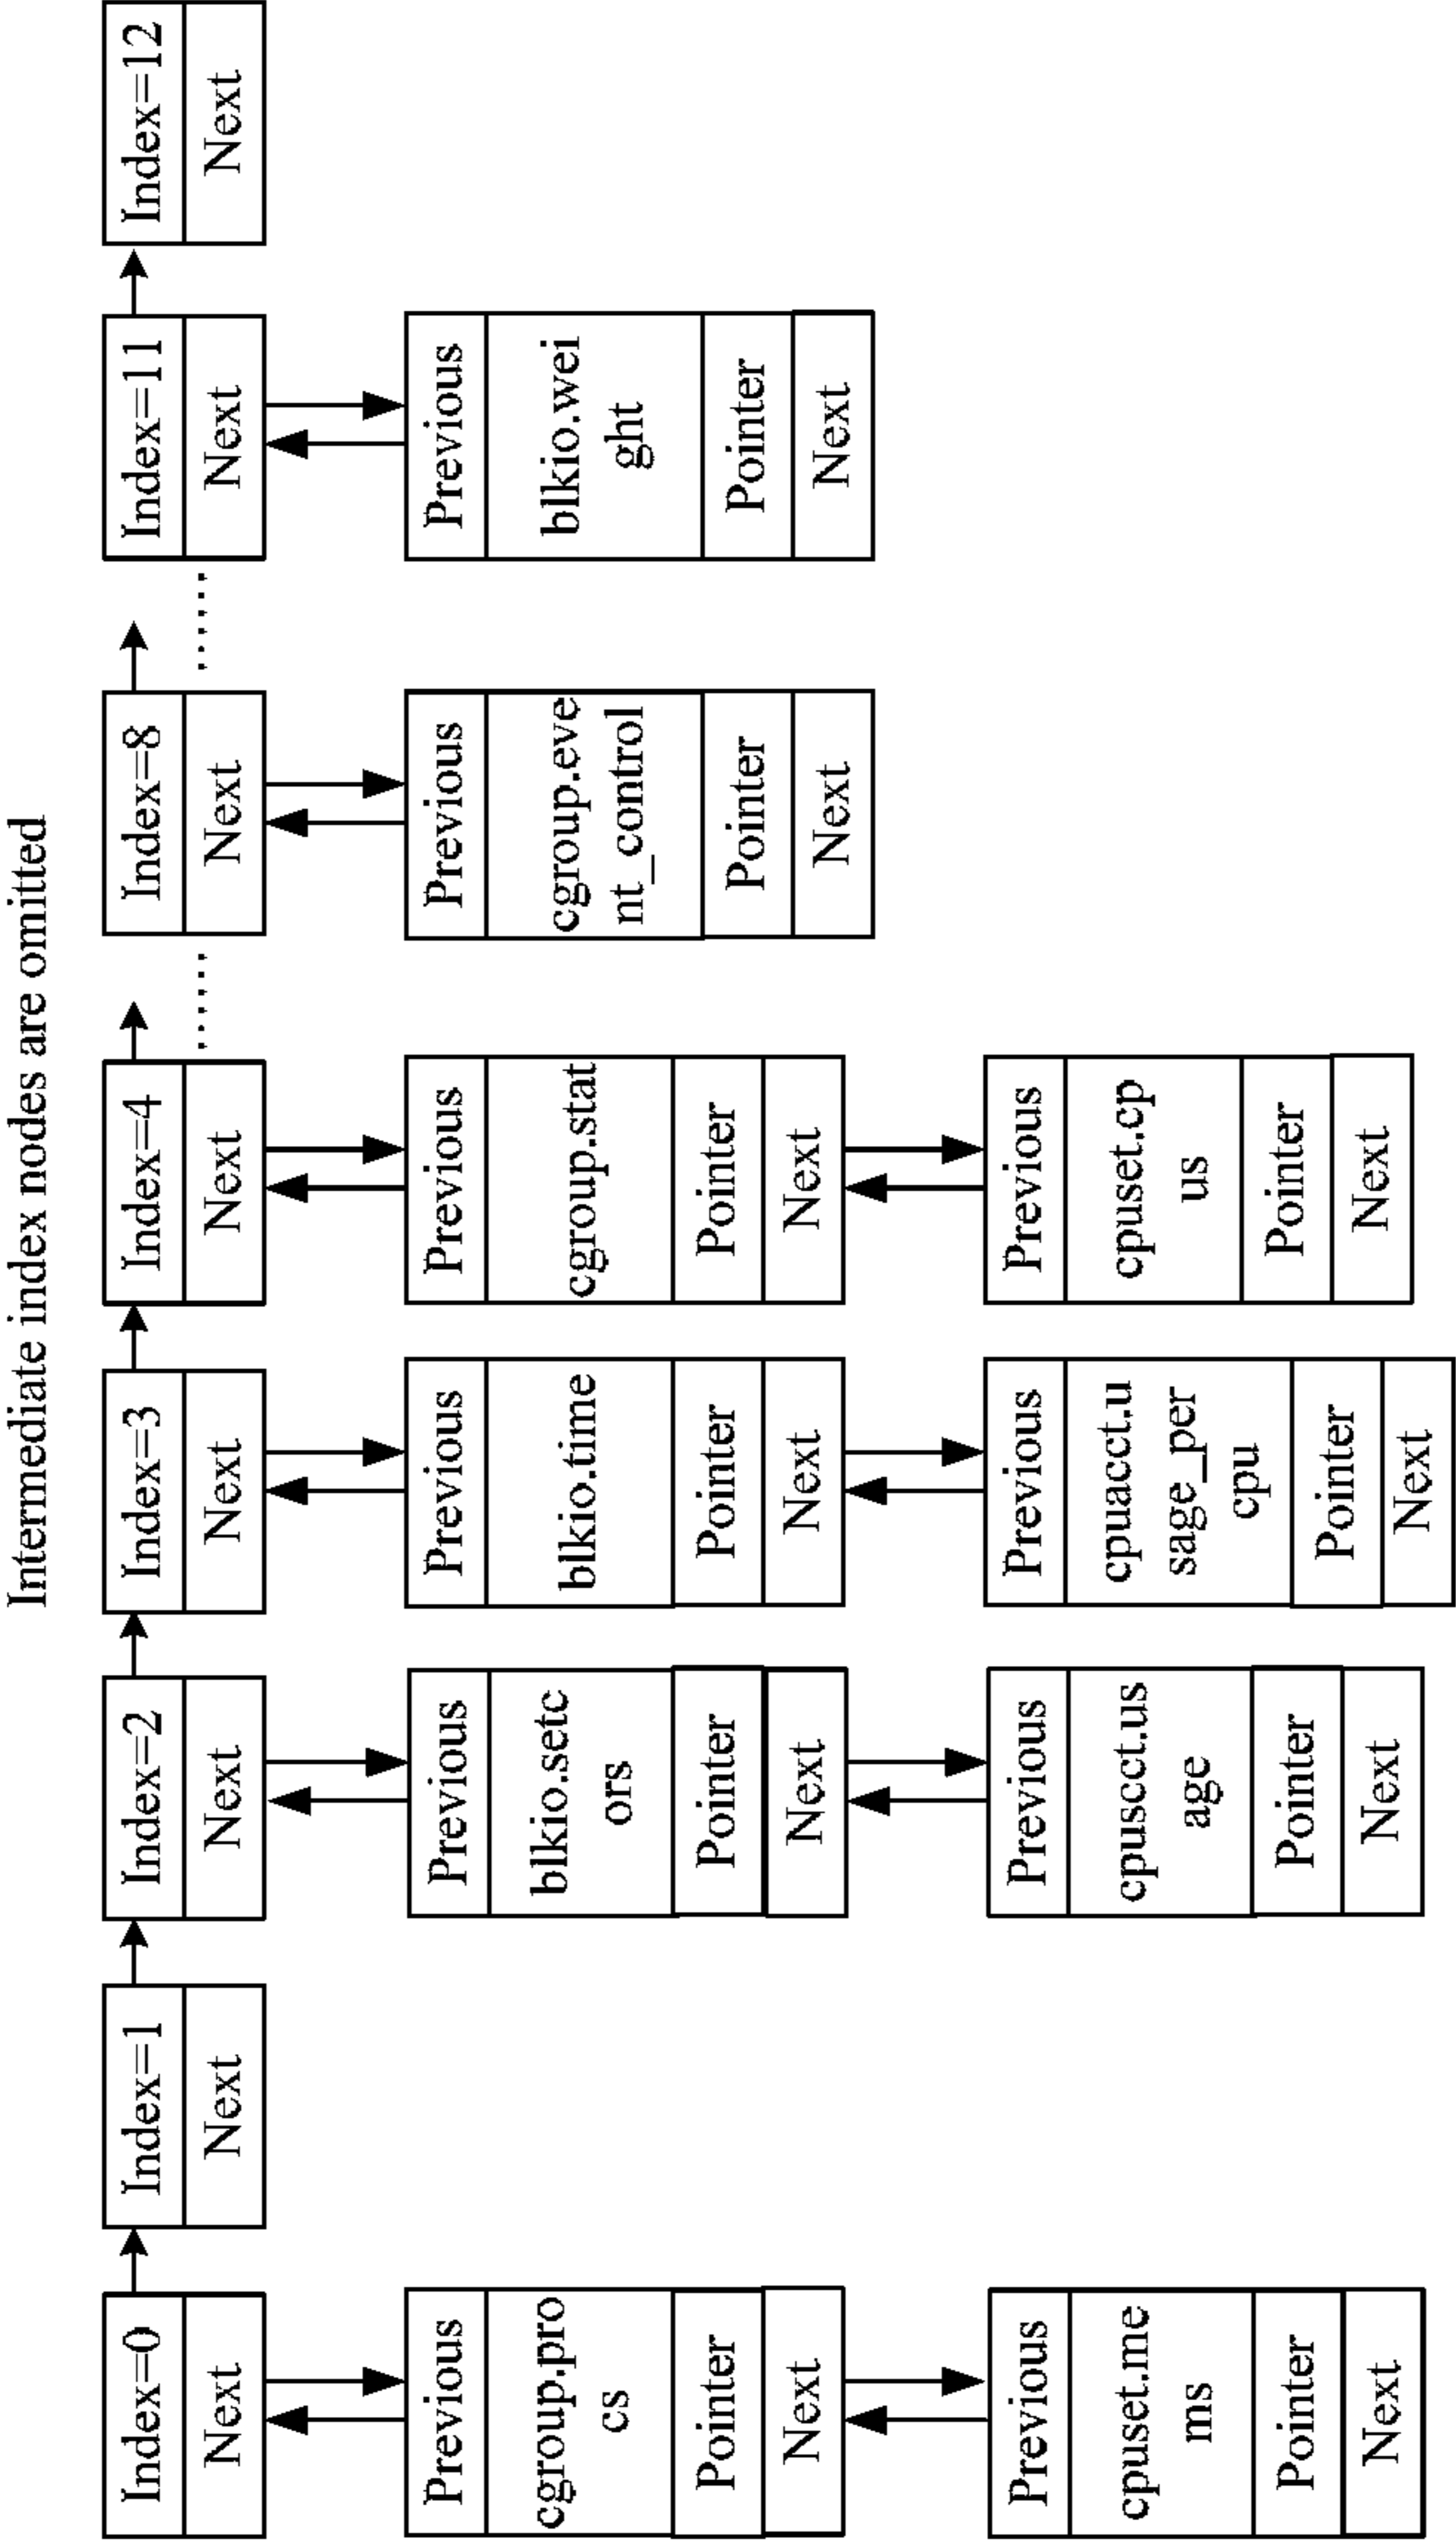 Intermediate index nodes are omitted
Index=0
Next
Previous
cgroup.pro
cs
Pointer
Next
Previous
cpuset.me
ms
Pointer
Next
Index=1
Next
Index=2
Next
Previous
blkio.setc
ors
Pointer
Next
Previous
cpuscct.us
age
Pointer
Next
Index=3
Next
Previous
blkio.time
Pointer
Next
Previous
cpuacct.u
sage_per
cpu
Pointer
Next
Index=4
Next
Previous
cgroup.stat
Pointer
Next
Previous
cpuset.cp
us
Pointer
Next
......
Index=8
Next
Previous
cgroup.eve
nt_control
Pointer
Next
......
Index=11
Next
Previous
blkio.wei
ght
Pointer
Next
Index=12
Next